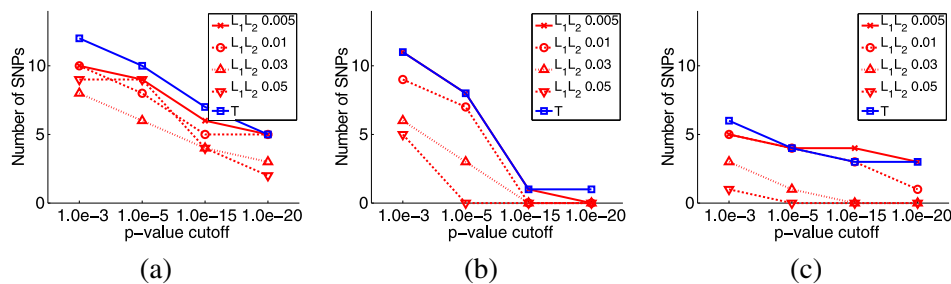 Number of SNPs
10
5
0
1.0e−3 1.0e−5 1.0e−15 1.0e−20
p−value cutoff
L1L2 0.005
L1L2 0.01
L1L2 0.03
L1L2 0.05
T
(a)
Number of SNPs
10
5
0
1.0e−3 1.0e−5 1.0e−15 1.0e−20
p−value cutoff
L1L2 0.005
L1L2 0.01
L1L2 0.03
L1L2 0.05
T
(b)
Number of SNPs
10
5
0
1.0e−3 1.0e−5 1.0e−15 1.0e−20
p−value cutoff
L1L2 0.005
L1L2 0.01
L1L2 0.03
L1L2 0.05
T
(c)